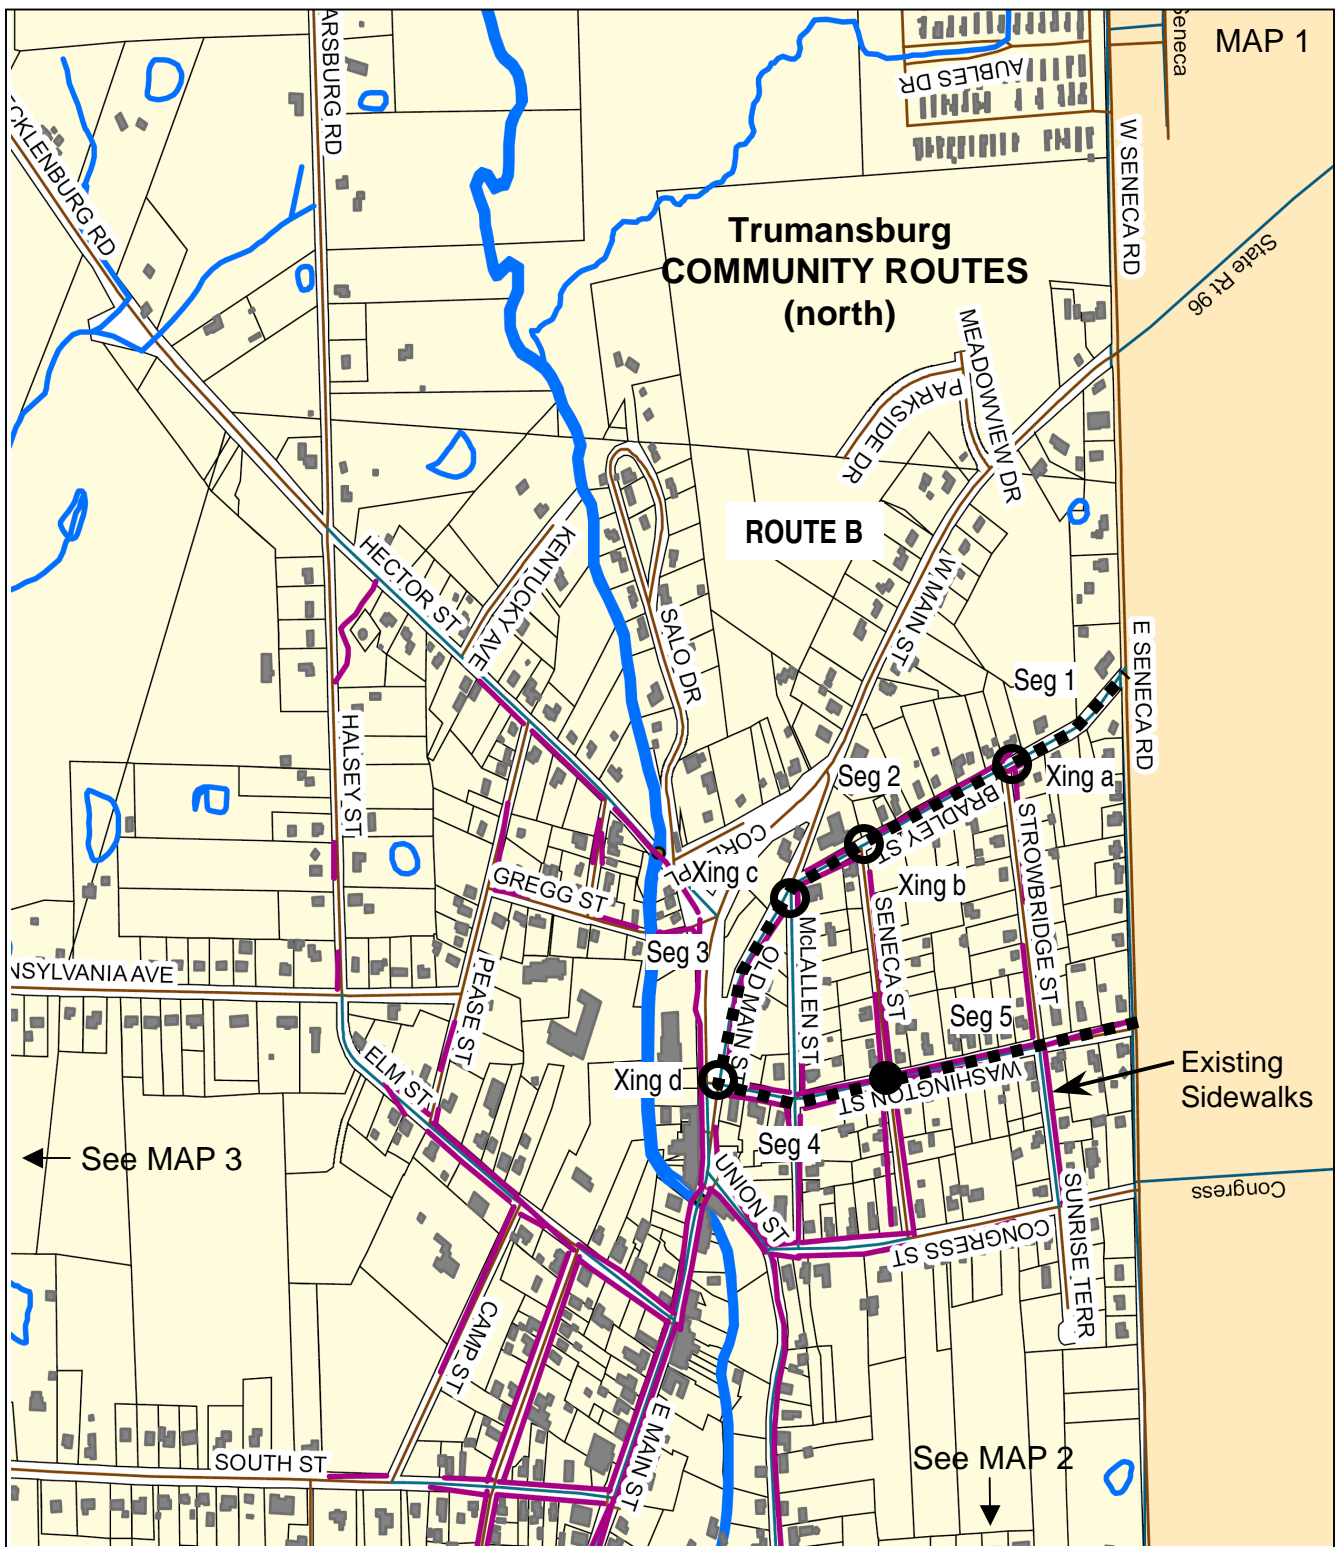 MAP 1
Seneca
ARSBURG RD
AUBLES DR
CKLENBURG RD
W SENECA RD
Trumansburg
COMMUNITY ROUTES
(north)
State Rt 96
MEADOWVIEW DR
PARKSIDE DR
ROUTE B
HECTOR ST
KENTUCKY AVE
W MAIN ST
SALO DR
E SENECA RD
Seg 1
HALSEY ST
Seg 2
Xing a
BRADLEY ST
STROWBRIDGE ST
Xing c
GREGG ST
Xing b
SENECA ST
McLALLEN ST
Seg 3
OLD MAIN ST
NSYLVANIA AVE
PEASE ST
Seg 5
ELM ST
Xing d
WASHINGTON ST
Existing
Sidewalks
Seg 4
See MAP 3
UNION ST
SUNRISE TERR
Congress
CONGRESS ST
CAMP ST
E MAIN ST
See MAP 2
SOUTH ST